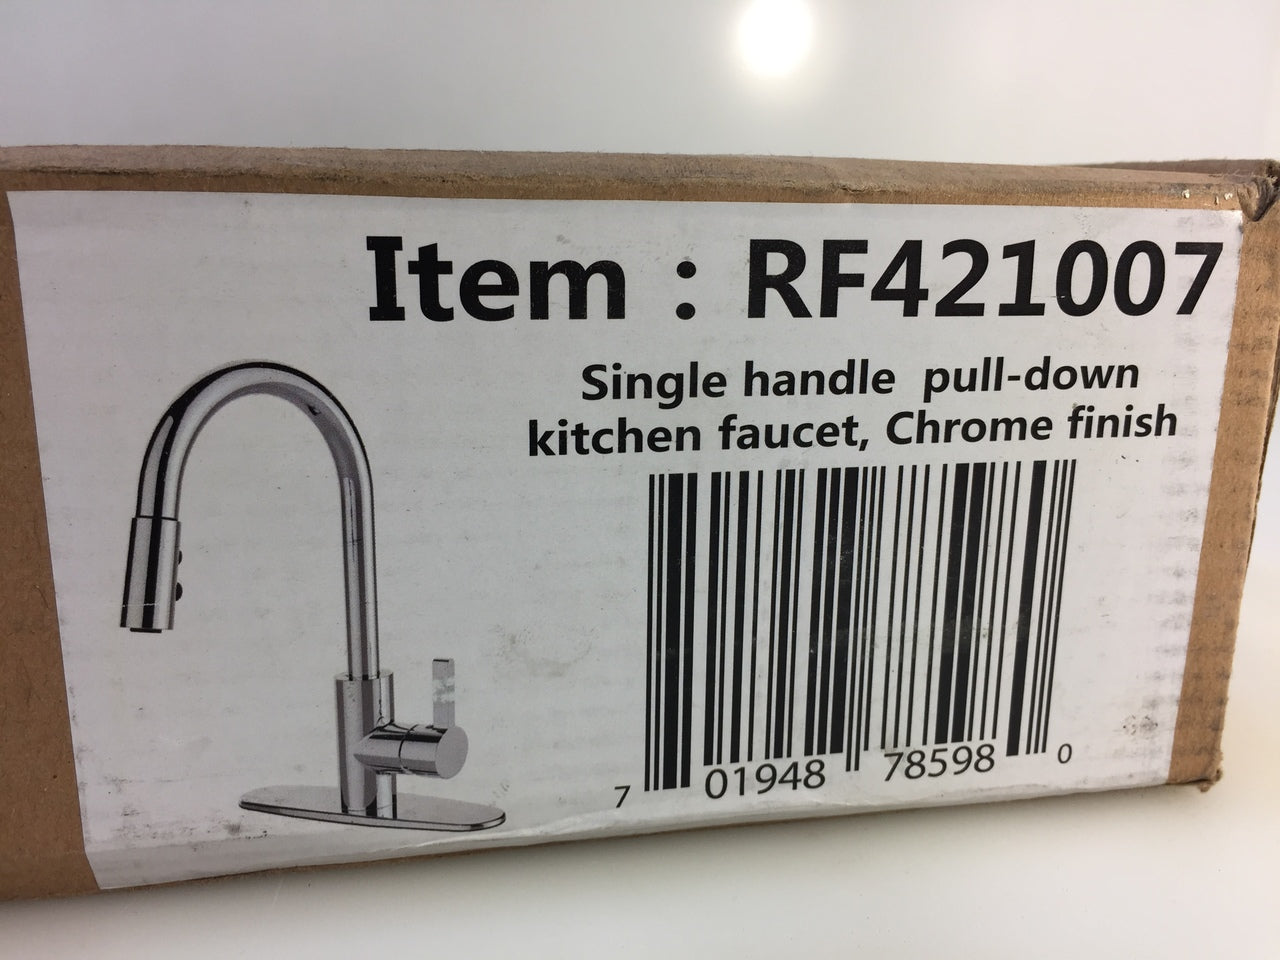 Item : RF421007
Single handle pull-down
kitchen faucet, Chrome finish
7 01948 78598 0